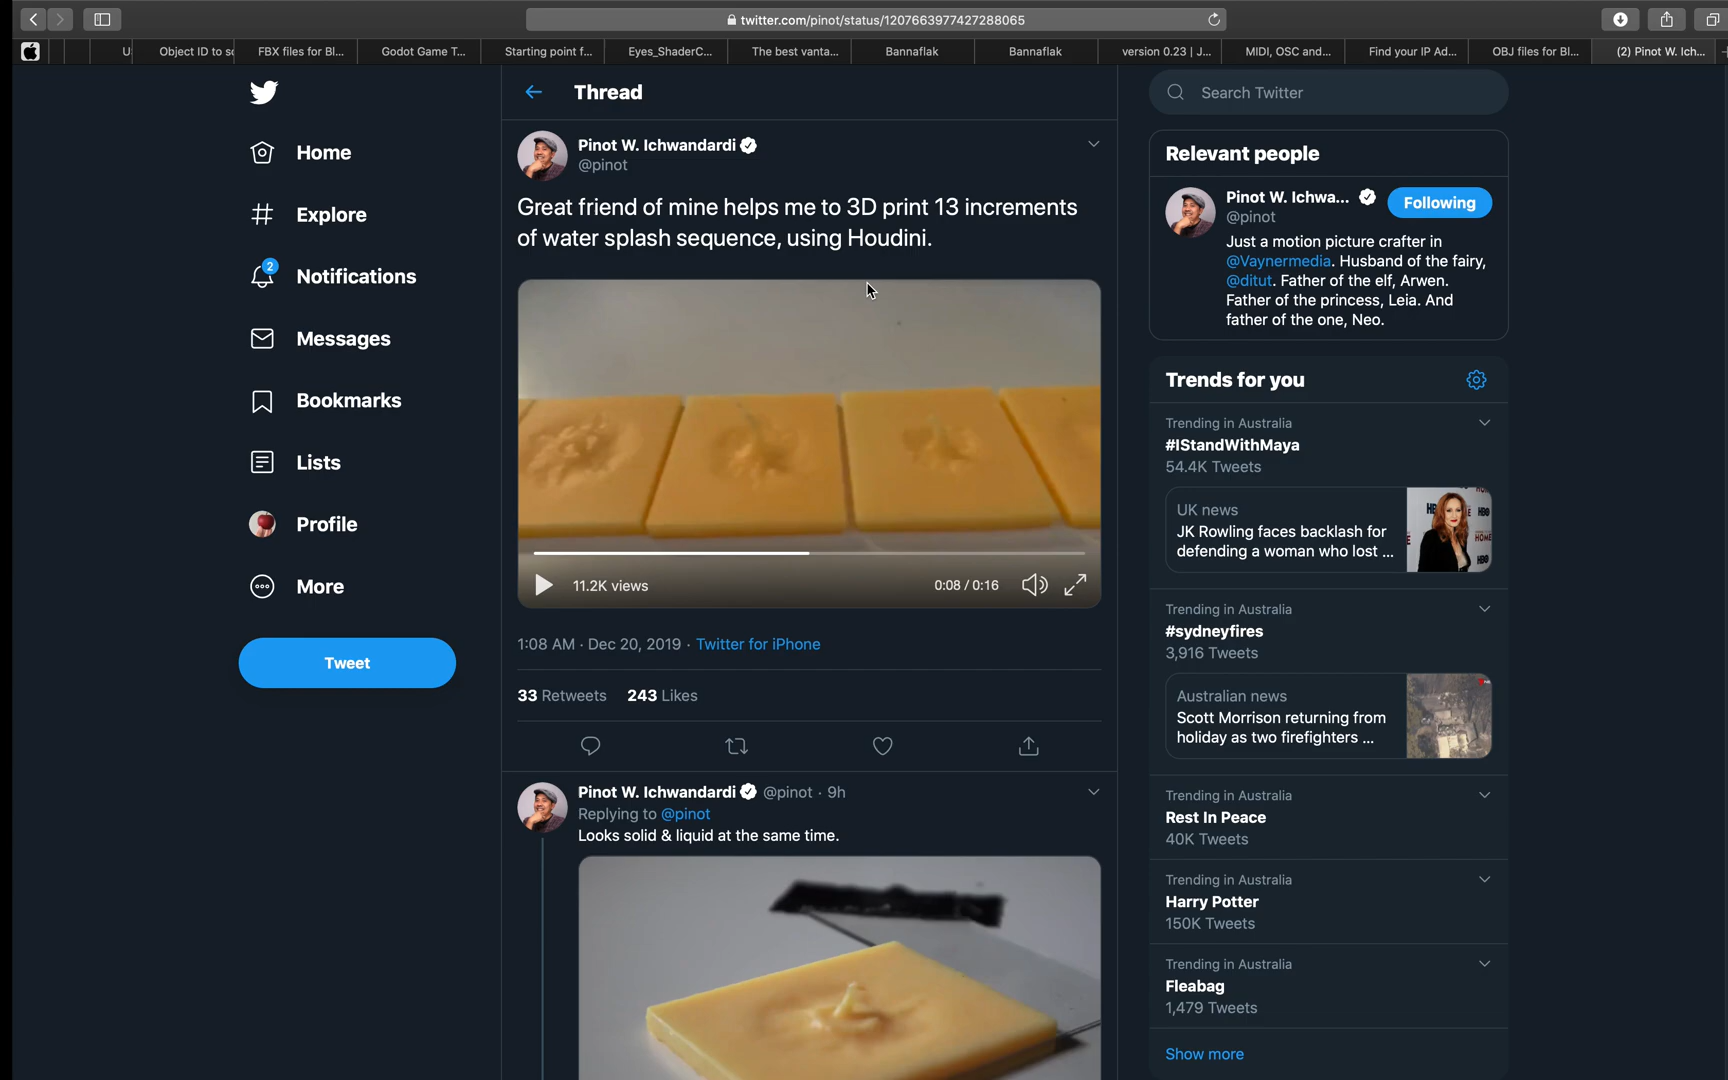 twitter.com/pinot/status/1207663977427288065
Object ID to sc
FBX files for Bl...
Godot Game T...
Starting point f...
Eyes_ShaderC...
The best vanta...
Bannaflak
Bannaflak
version 0.23 | J...
MIDI, OSC and...
Find your IP Ad...
OBJ files for Bl...
(2) Pinot W. Ich...
Home
Explore
2
Notifications
Messages
Bookmarks
Lists
Profile
More
Tweet
Thread
Pinot W. Ichwandardi
@pinot
Great friend of mine helps me to 3D print 13 increments
of water splash sequence, using Houdini.
11.2K views
0:08 / 0:16
1:08 AM · Dec 20, 2019 · Twitter for iPhone
33 Retweets 243 Likes
Pinot W. Ichwandardi @pinot · 9h
Replying to @pinot
Looks solid & liquid at the same time.
Search Twitter
Relevant people
Pinot W. Ichwa...
@pinot
Following
Just a motion picture crafter in
@Vaynermedia. Husband of the fairy,
@ditut. Father of the elf, Arwen.
Father of the princess, Leia. And
father of the one, Neo.
Trends for you
Trending in Australia
#IStandWithMaya
54.4K Tweets
UK news
JK Rowling faces backlash for
defending a woman who lost ...
Trending in Australia
#sydneyfires
3,916 Tweets
Australian news
Scott Morrison returning from
holiday as two firefighters ...
Trending in Australia
Rest In Peace
40K Tweets
Trending in Australia
Harry Potter
150K Tweets
Trending in Australia
Fleabag
1,479 Tweets
Show more